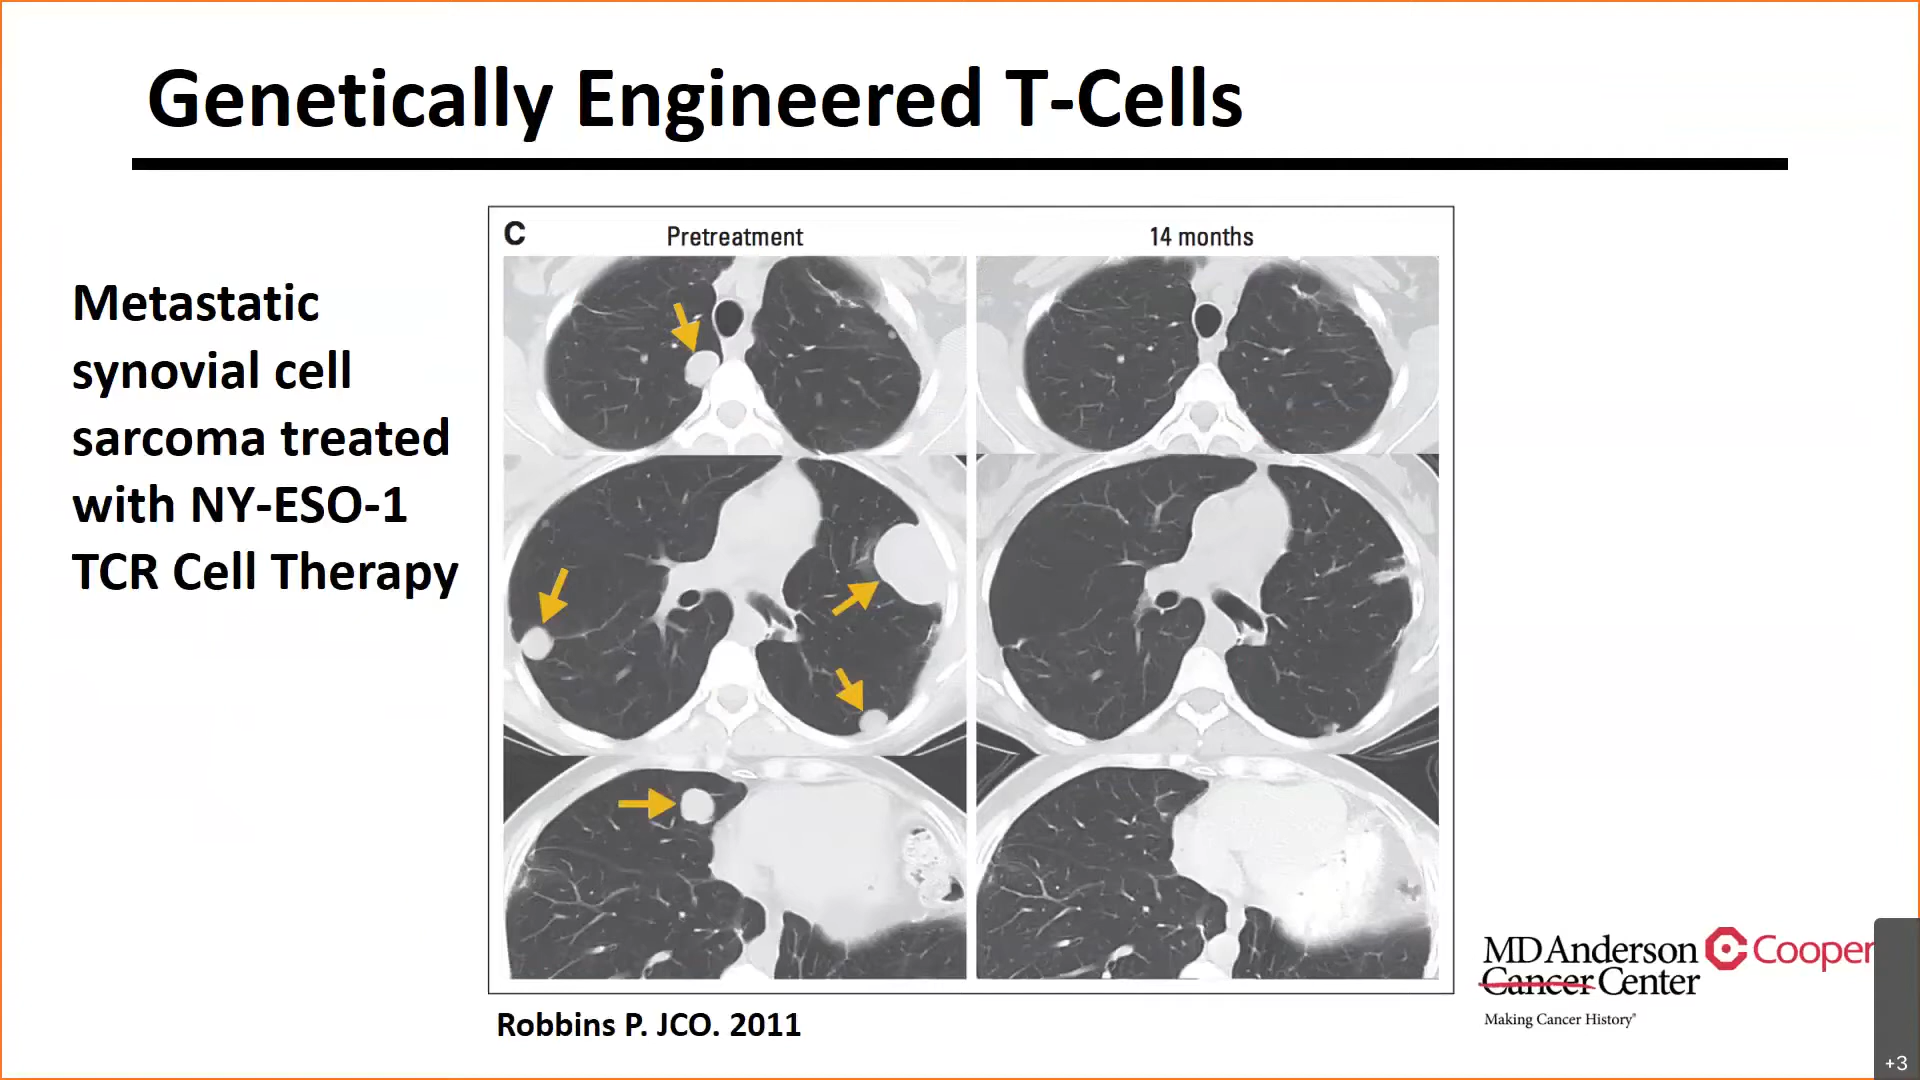 Genetically Engineered T-Cells
C
Pretreatment
14 months
Metastatic
synovial cell
sarcoma treated
with NY-ESO-1
TCR Cell Therapy
MD Anderson
Cancer Center
Cooper
Making Cancer History®
Robbins P. JCO. 2011
+3